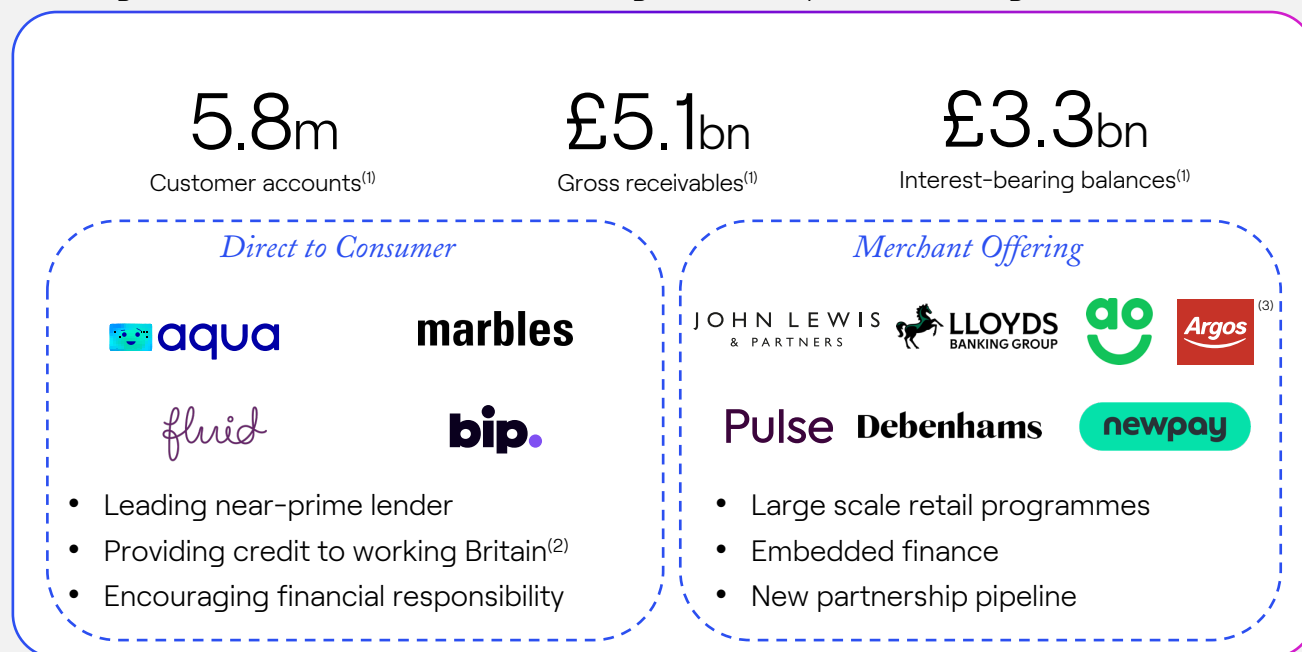 5.8m
£5.1bn
£3.3bn
Customer accounts(1)
Gross receivables(1)
Interest-bearing balances(1)
Direct to Consumer
aqua
marbles
fluid
bip.
• Leading near-prime lender
• Providing credit to working Britain(2)
• Encouraging financial responsibility
Merchant Offering
JOHN LEWIS
& PARTNERS
LLOYDS
BANKING GROUP
ao
Argos
(3)
Pulse
Debenhams
newpay
• Large scale retail programmes
• Embedded finance
• New partnership pipeline